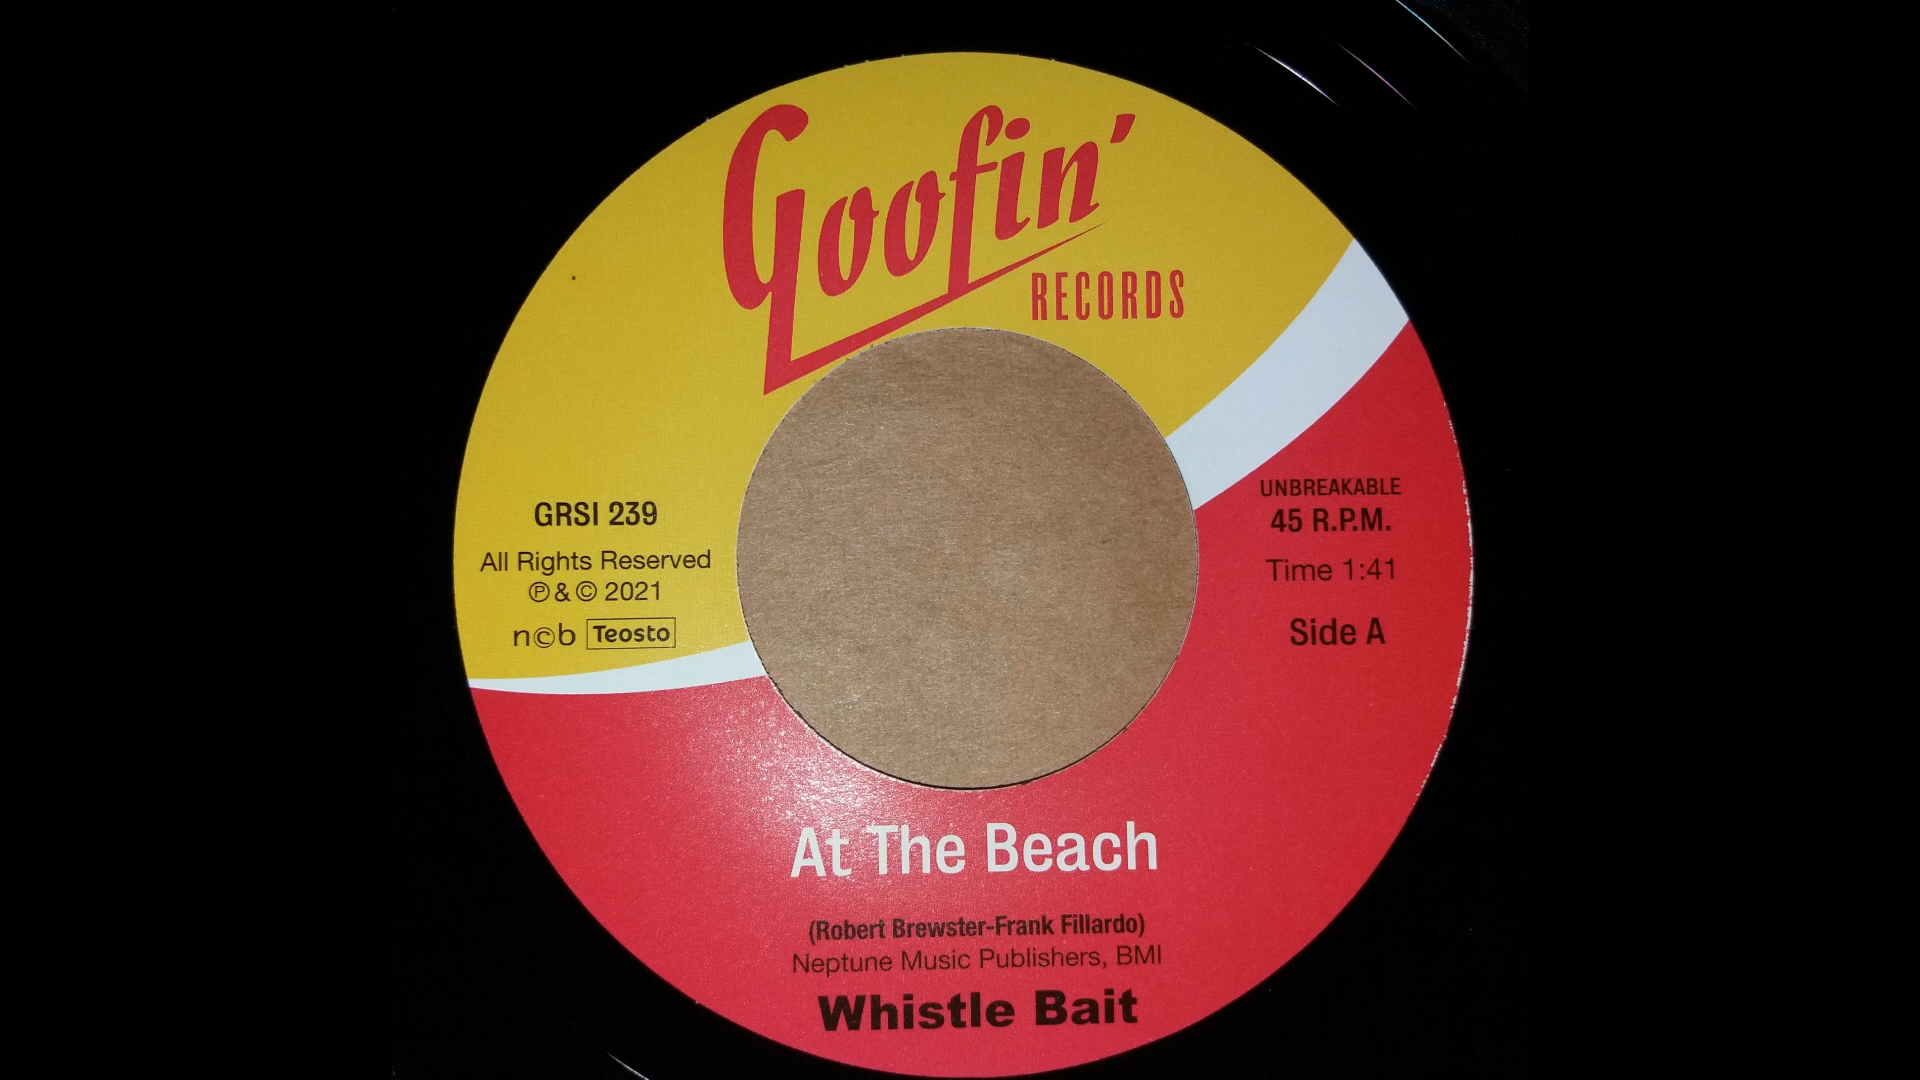 Goofin'
RECORDS
GRSI 239
All Rights Reserved
℗ & © 2021
n©b Teosto
UNBREAKABLE
45 R.P.M.
Time 1:41
Side A
At The Beach
(Robert Brewster-Frank Fillardo)
Neptune Music Publishers, BMI
Whistle Bait